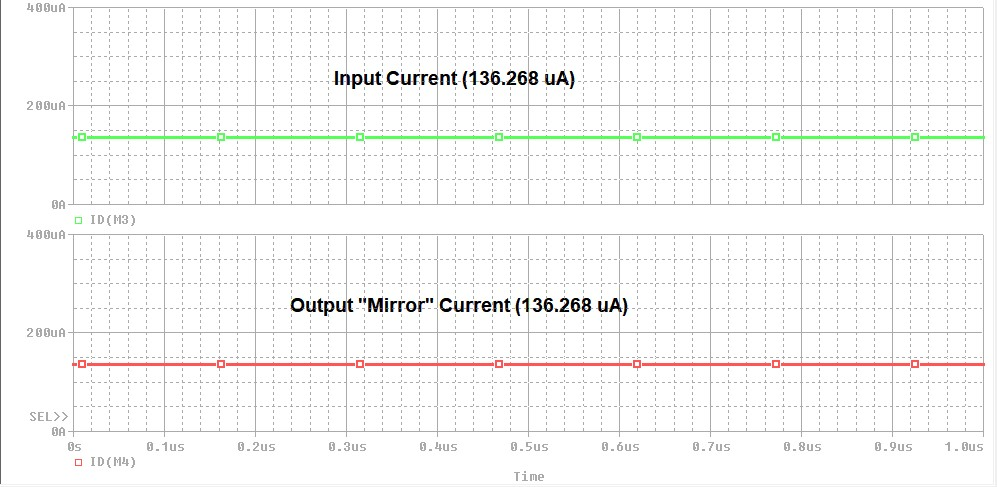 400uA
Input Current (136.268 uA)
200uA
0A
ID(M3)
400uA
Output "Mirror" Current (136.268 uA)
200uA
SEL>>
0A
0s 0.1us 0.2us 0.3us 0.4us 0.5us 0.6us 0.7us 0.8us 0.9us 1.0us
ID(M4)
Time